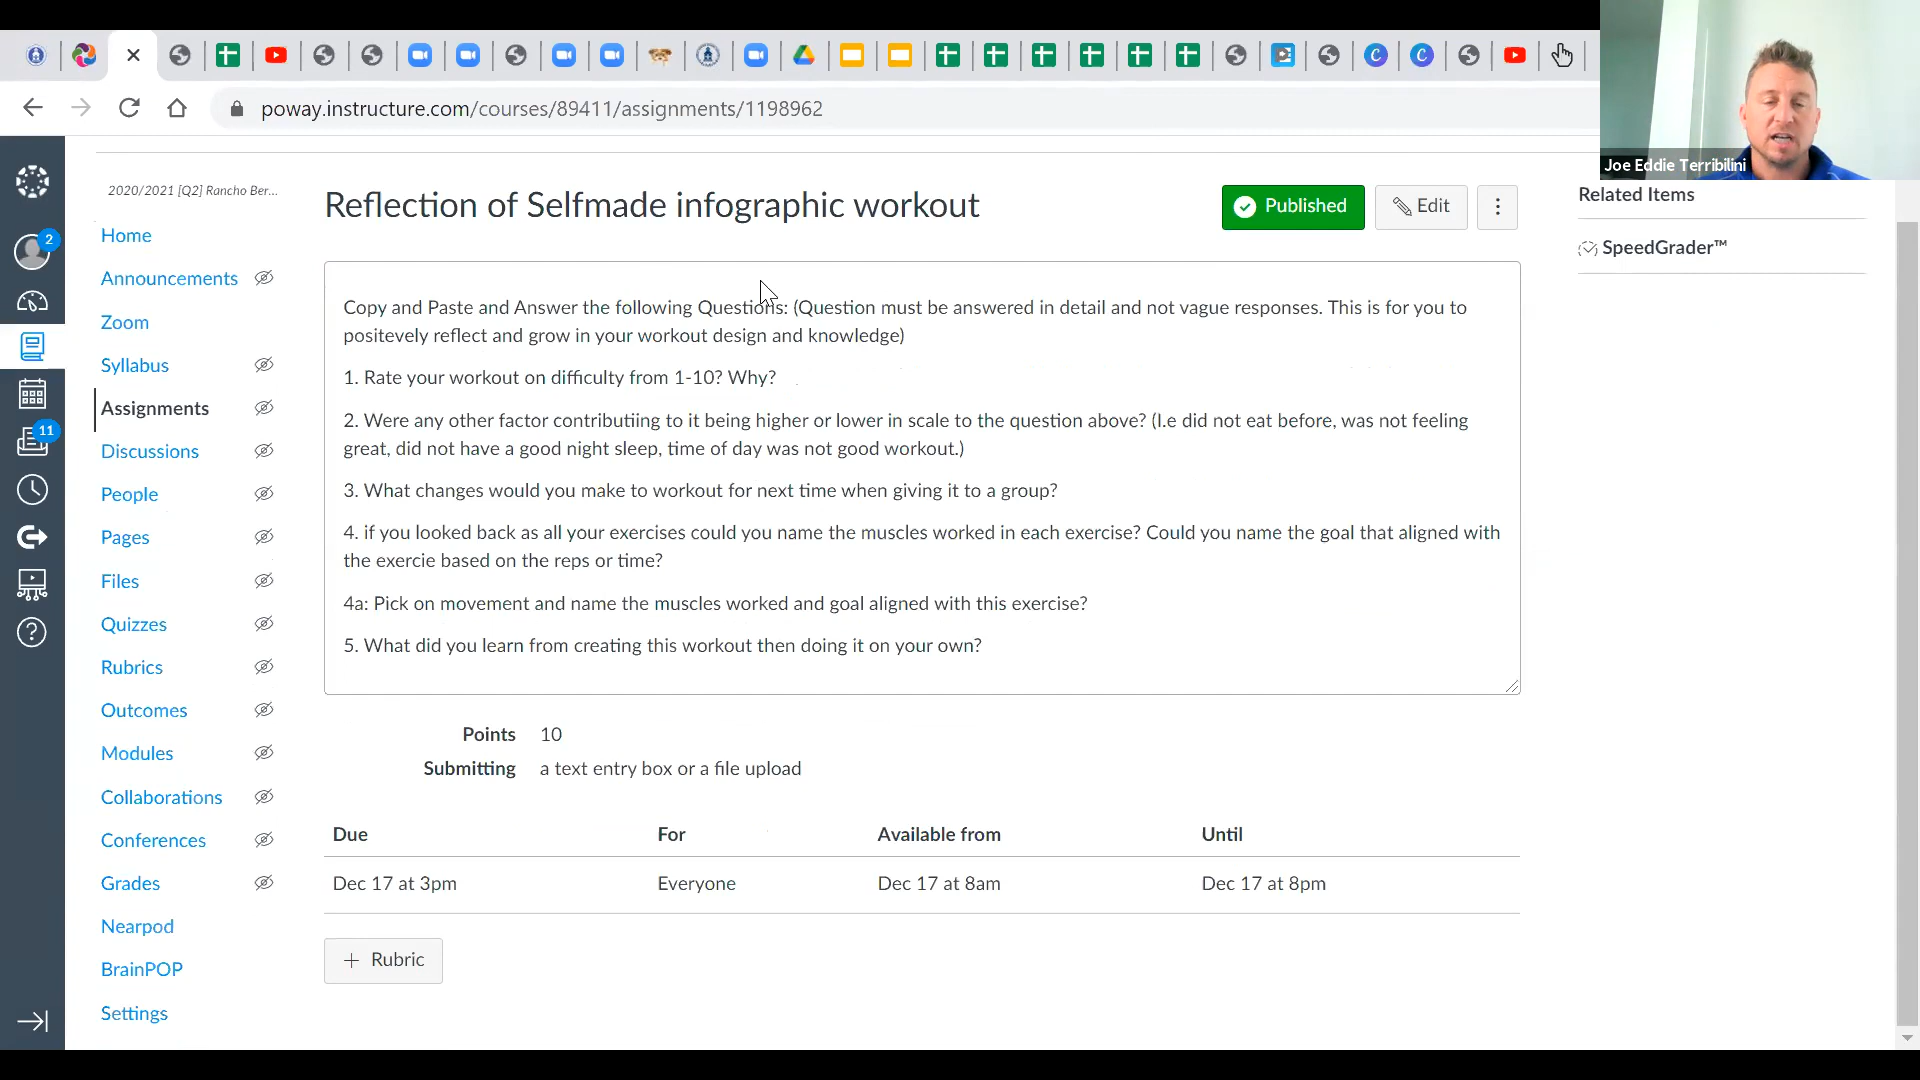 poway.instructure.com/courses/89411/assignments/1198962
Joe Eddie Terribilini
2020/2021 [Q2] Rancho Ber...
2
11
Home
Announcements
Zoom
Syllabus
Assignments
Discussions
People
Pages
Files
Quizzes
Rubrics
Outcomes
Modules
Collaborations
Conferences
Grades
Nearpod
BrainPOP
Settings
Reflection of Selfmade infographic workout
Published
Edit
Copy and Paste and Answer the following Questions: (Question must be answered in detail and not vague responses. This is for you to
positevely reflect and grow in your workout design and knowledge)
1. Rate your workout on difficulty from 1-10? Why?
2. Were any other factor contributiing to it being higher or lower in scale to the question above? (I.e did not eat before, was not feeling
great, did not have a good night sleep, time of day was not good workout.)
3. What changes would you make to workout for next time when giving it to a group?
4. if you looked back as all your exercises could you name the muscles worked in each exercise? Could you name the goal that aligned with
the exercie based on the reps or time?
4a: Pick on movement and name the muscles worked and goal aligned with this exercise?
5. What did you learn from creating this workout then doing it on your own?
Points 10
Submitting a text entry box or a file upload
Due For Available from Until
Dec 17 at 3pm Everyone Dec 17 at 8am Dec 17 at 8pm
+ Rubric
Related Items
SpeedGrader™